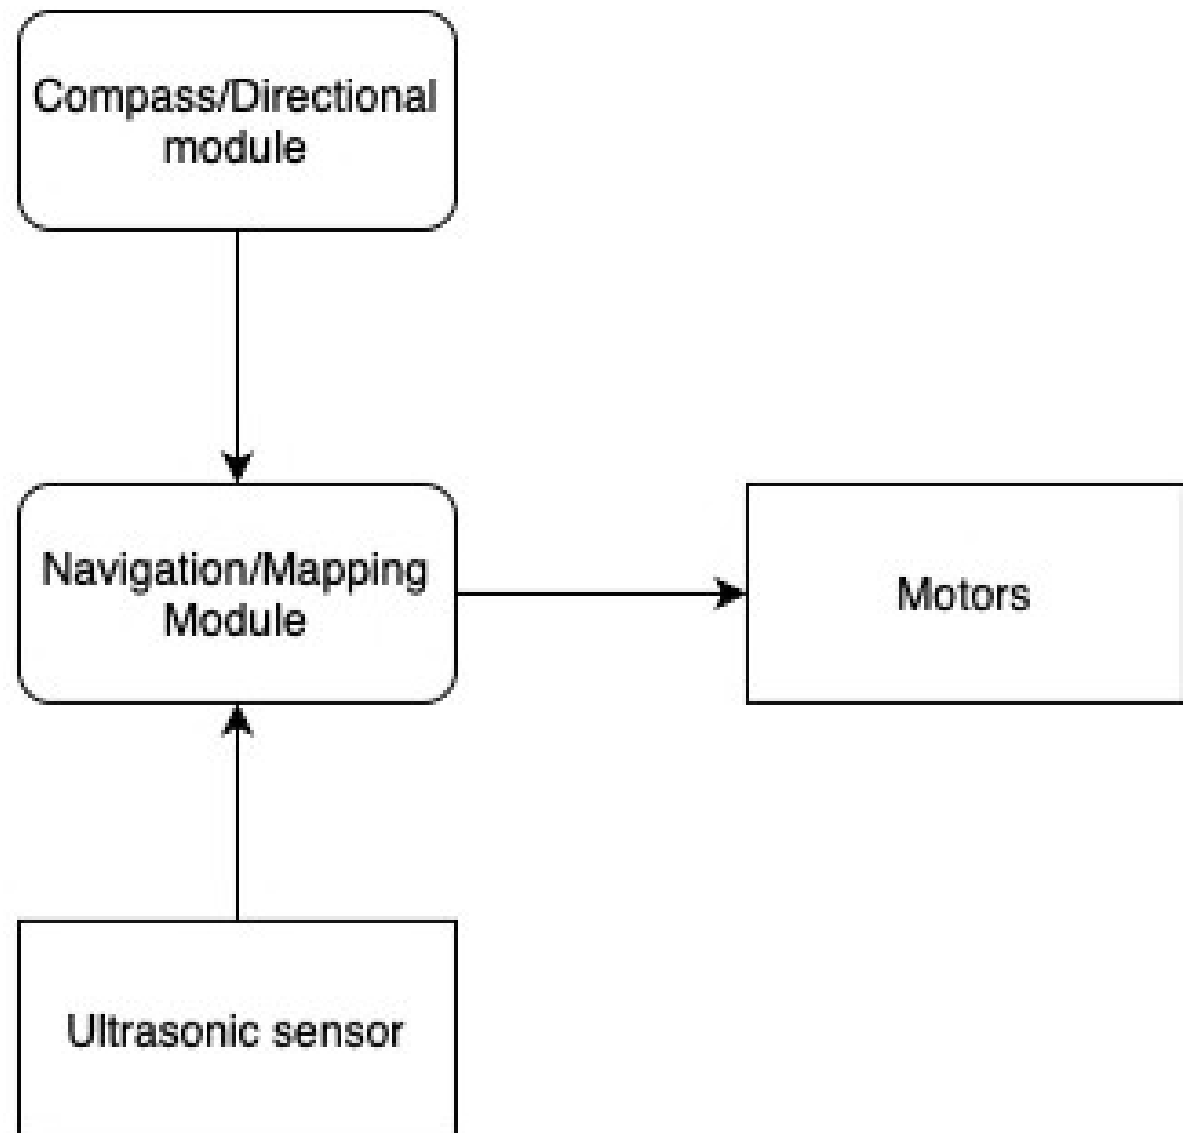 Compass/Directional
module
Navigation/Mapping
Module
Motors
Ultrasonic sensor